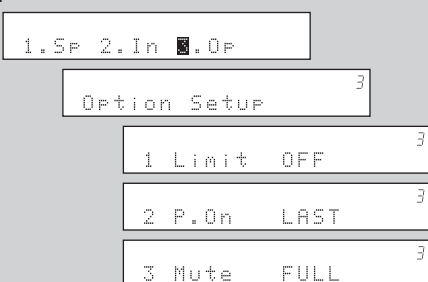 1.Sp 2.In 3.Op
3
Option Setup
3
1 Limit OFF
3
2 P.On LAST
3
3 Mute FULL